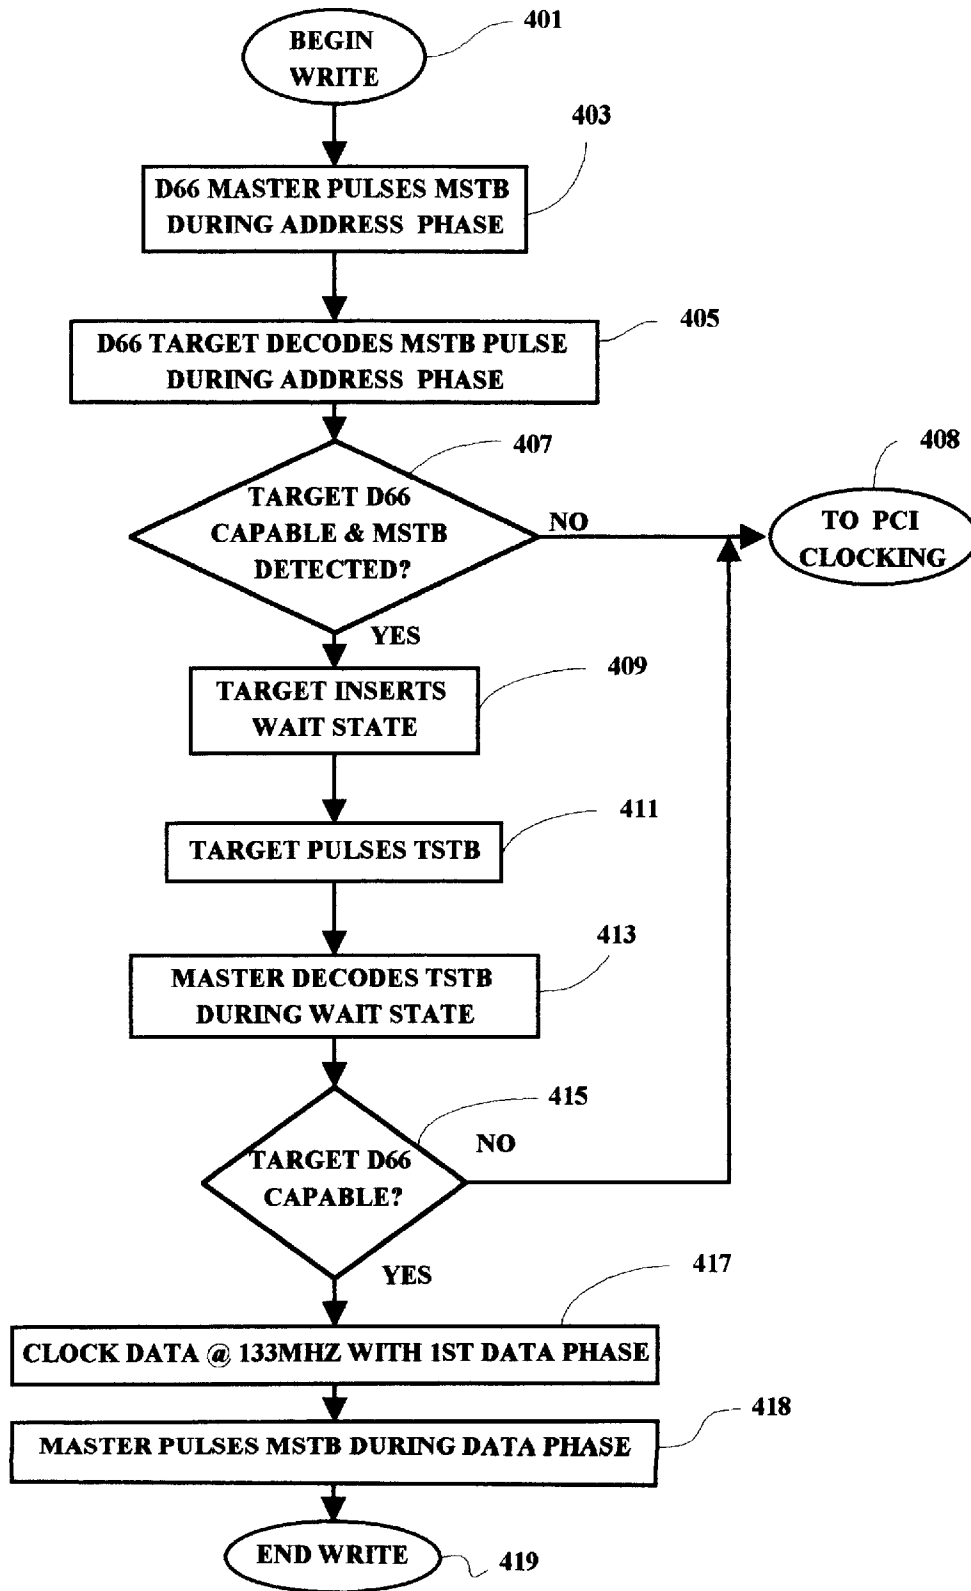 BEGIN
WRITE
401
403
D66 MASTER PULSES MSTB
DURING ADDRESS PHASE
405
D66 TARGET DECODES MSTB PULSE
DURING ADDRESS PHASE
407
408
TARGET D66
CAPABLE & MSTB
DETECTED?
NO
TO PCI
CLOCKING
YES
409
TARGET INSERTS
WAIT STATE
411
TARGET PULSES TSTB
413
MASTER DECODES TSTB
DURING WAIT STATE
415
NO
TARGET D66
CAPABLE?
YES
417
CLOCK DATA @ 133MHZ WITH 1ST DATA PHASE
418
MASTER PULSES MSTB DURING DATA PHASE
END WRITE
419